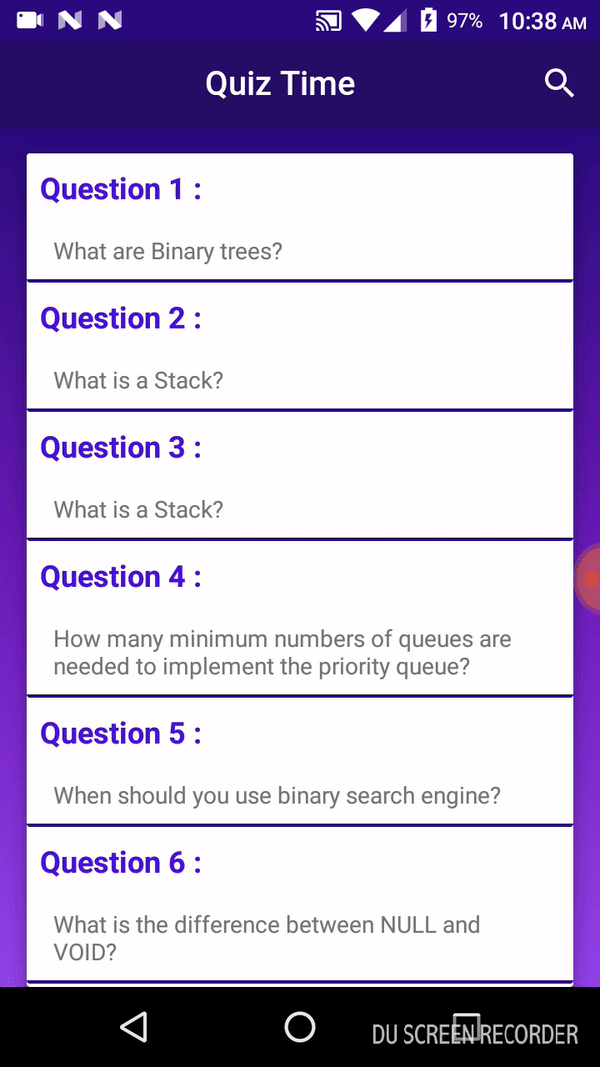 97% 10:38 AM
Quiz Time
Question 1 :
What are Binary trees?
Question 2 :
What is a Stack?
Question 3 :
What is a Stack?
Question 4 :
How many minimum numbers of queues are
needed to implement the priority queue?
Question 5 :
When should you use binary search engine?
Question 6 :
What is the difference between NULL and
VOID?
DU SCREEN RECORDER